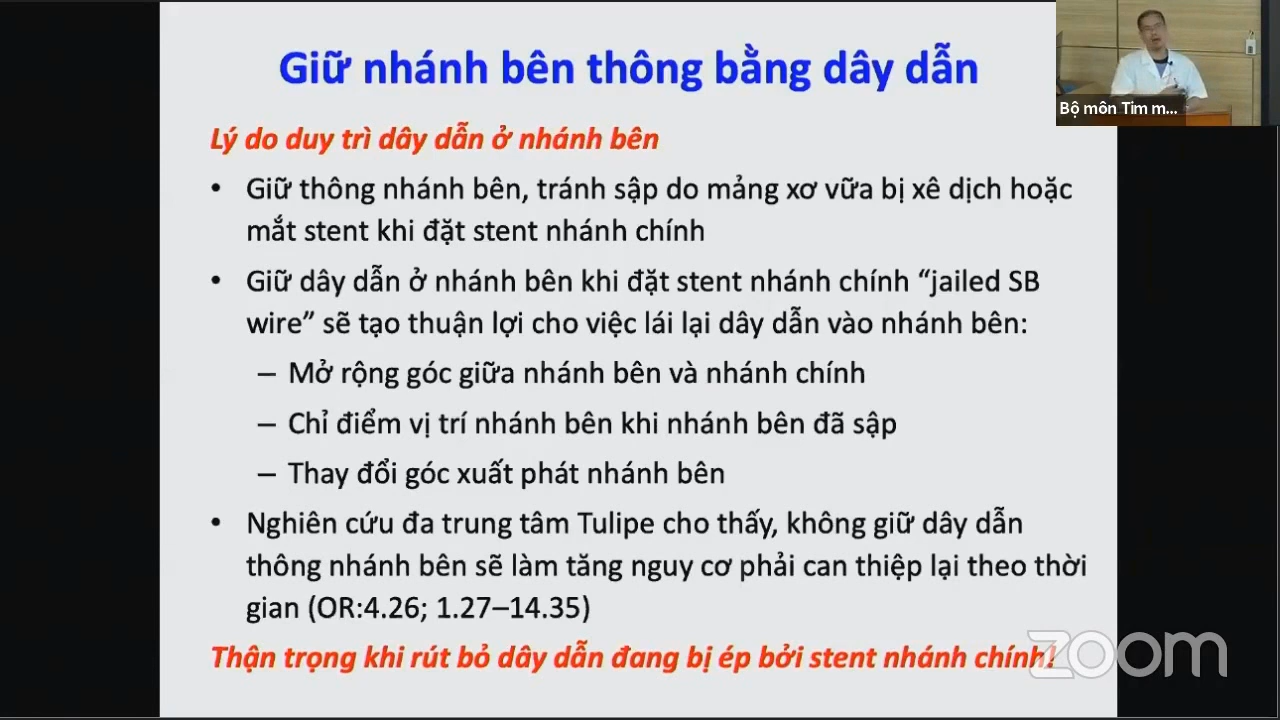 Giữ nhánh bên thông bằng dây dẫn
Bộ môn Tim m...
Lý do duy trì dây dẫn ở nhánh bên
• Giữ thông nhánh bên, tránh sập do mảng xơ vữa bị xê dịch hoặc
mắt stent khi đặt stent nhánh chính
• Giữ dây dẫn ở nhánh bên khi đặt stent nhánh chính “jailed SB
wire” sẽ tạo thuận lợi cho việc lái lại dây dẫn vào nhánh bên:
– Mở rộng góc giữa nhánh bên và nhánh chính
– Chỉ điểm vị trí nhánh bên khi nhánh bên đã sập
– Thay đổi góc xuất phát nhánh bên
• Nghiên cứu đa trung tâm Tulipe cho thấy, không giữ dây dẫn
thông nhánh bên sẽ làm tăng nguy cơ phải can thiệp lại theo thời
gian (OR:4.26; 1.27–14.35)
Thận trọng khi rút bỏ dây dẫn đang bị ép bởi stent nhánh chính!
zoom